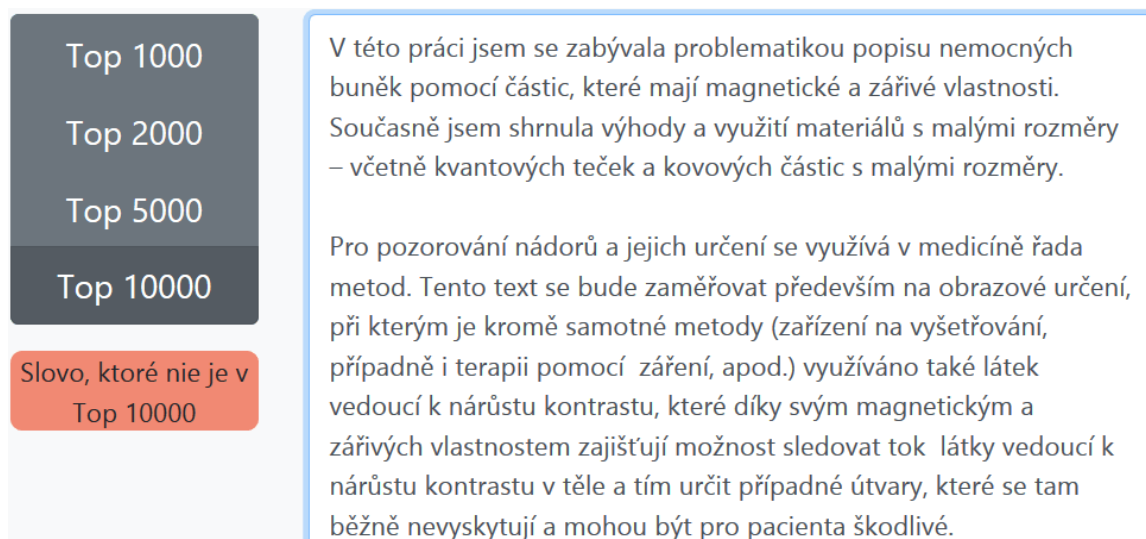 Top 1000
Top 2000
Top 5000
Top 10000
Slovo, ktoré nie je v
Top 10000
V této práci jsem se zabývala problematikou popisu nemocných
buněk pomocí částic, které mají magnetické a zářivé vlastnosti.
Současně jsem shrnula výhody a využití materiálů s malými rozměry
– včetně kvantových teček a kovových částic s malými rozměry.
Pro pozorování nádorů a jejich určení se využívá v medicíně řada
metod. Tento text se bude zaměřovat především na obrazové určení,
při kterým je kromě samotné metody (zařízení na vyšetřování,
případně i terapii pomocí  záření, apod.) využíváno také látek
vedoucí k nárůstu kontrastu, které díky svým magnetickým a
zářivých vlastnostem zajišťují možnost sledovat tok  látky vedoucí k
nárůstu kontrastu v těle a tím určit případné útvary, které se tam
běžně nevyskytují a mohou být pro pacienta škodlivé.